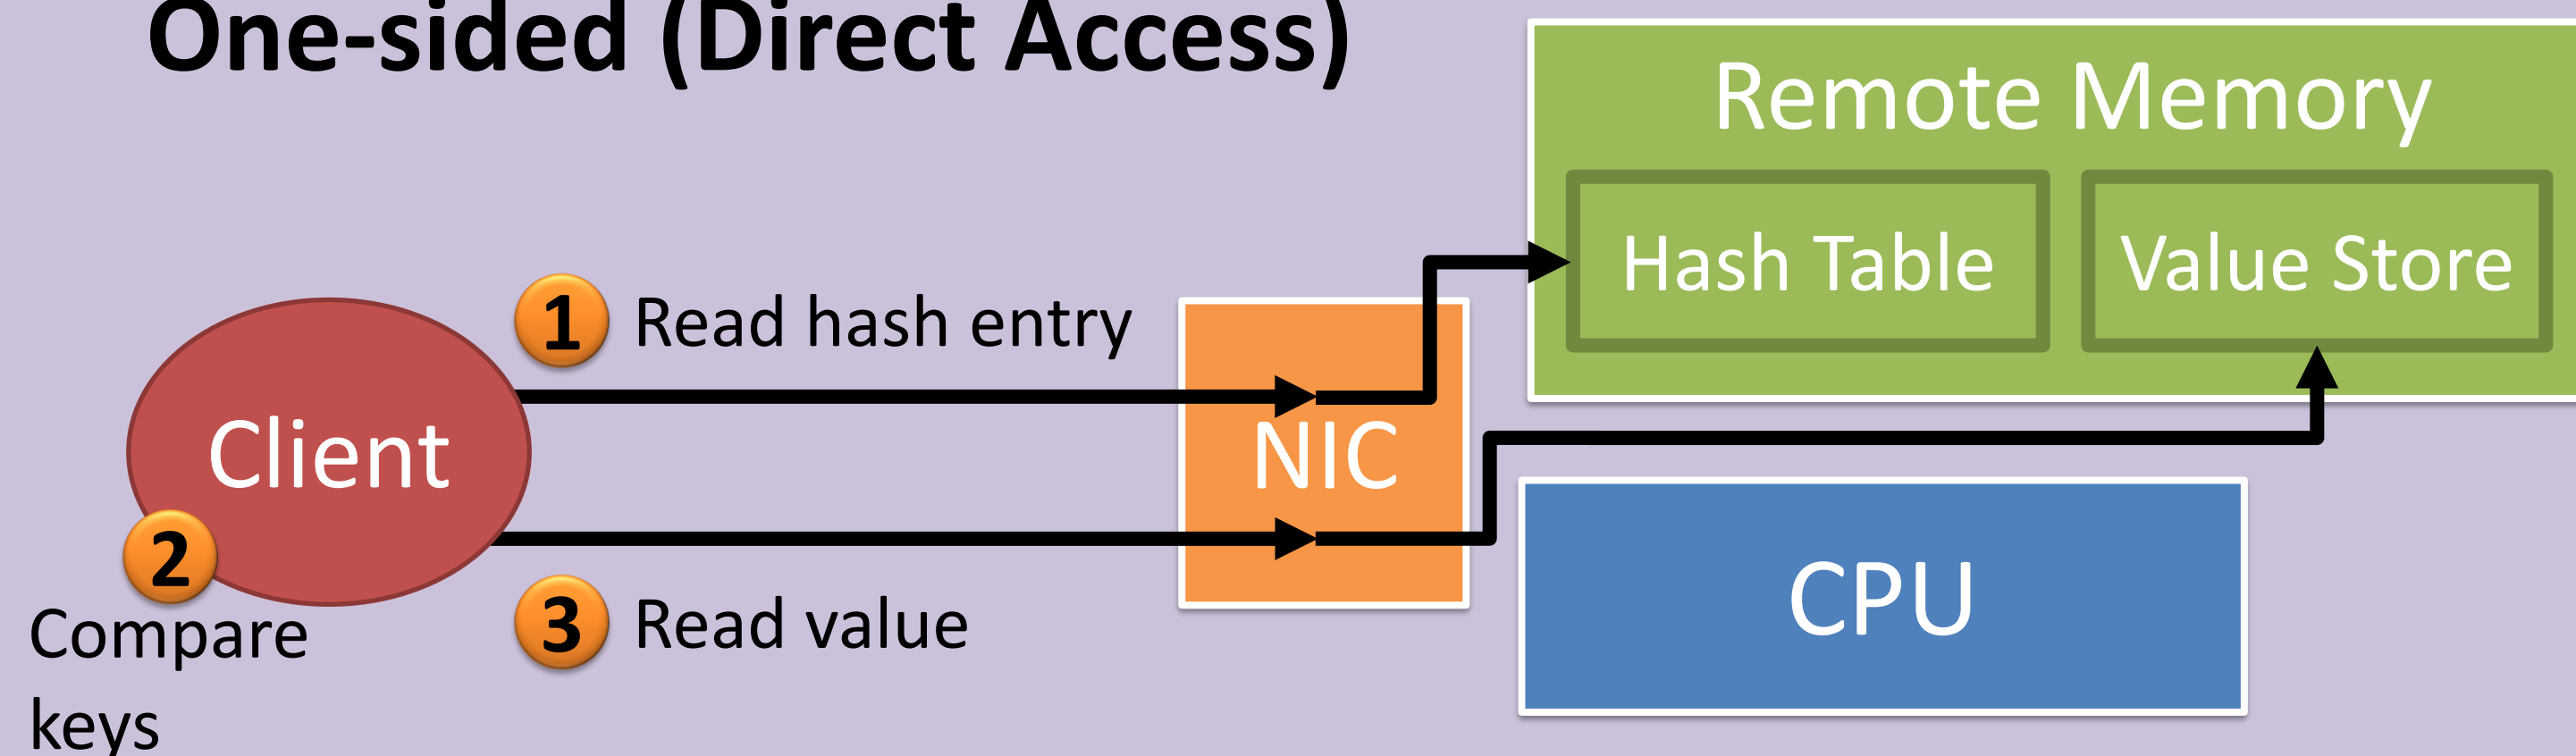 One-sided (Direct Access)
Remote Memory
Hash Table
Value Store
1 Read hash entry
Client
NIC
2
Compare
keys
3 Read value
CPU